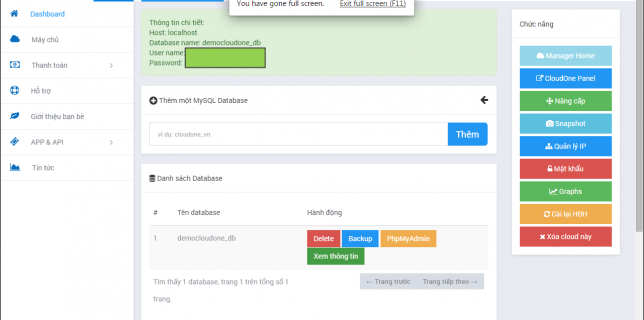 You have gone full screen. Exit full screen (F11)
Dashboard
Máy chủ
Thanh toán
Hỗ trợ
Giới thiệu bạn bè
APP & API
Tin tức
Thông tin chi tiết:
Host: localhost
Database name: democludone_db
User name:
Password:
Thêm một MySQL Database
ví dụ: cloudone_vn
Thêm
Danh sách Database
# Tên database Hành động
1 democludone_db Delete Backup PhpMyAdmin
Xem thông tin
Tìm thấy 1 database, trang 1 trên tổng số 1
trang.
← Trang trước Trang tiếp theo →
Chức năng
Manager Home
CloudOne Panel
Nâng cấp
Snapshot
Quản lý IP
Mật khẩu
Graphs
Cài lại HĐH
Xóa cloud này